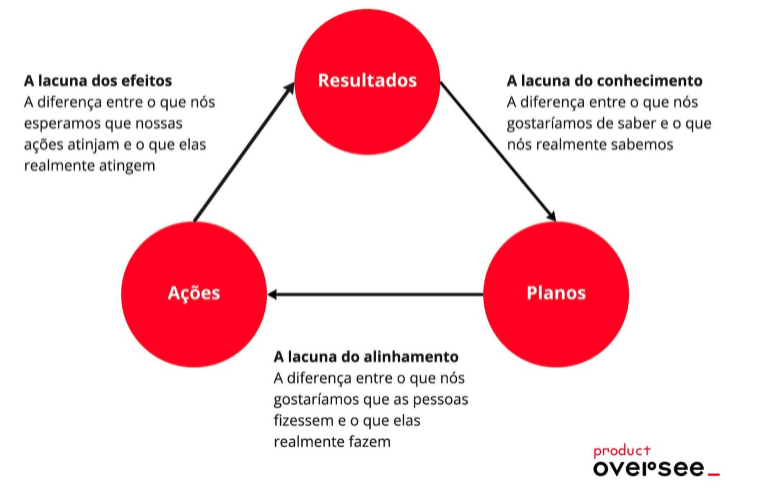 Resultados
A lacuna dos efeitos
A diferença entre o que nós
esperamos que nossas
ações atinjam e o que elas
realmente atingem
A lacuna do conhecimento
A diferença entre o que nós
gostaríamos de saber e o que
nós realmente sabemos
Ações
Planos
A lacuna do alinhamento
A diferença entre o que nós
gostaríamos que as pessoas
fizessem e o que elas
realmente fazem
product
oversee_